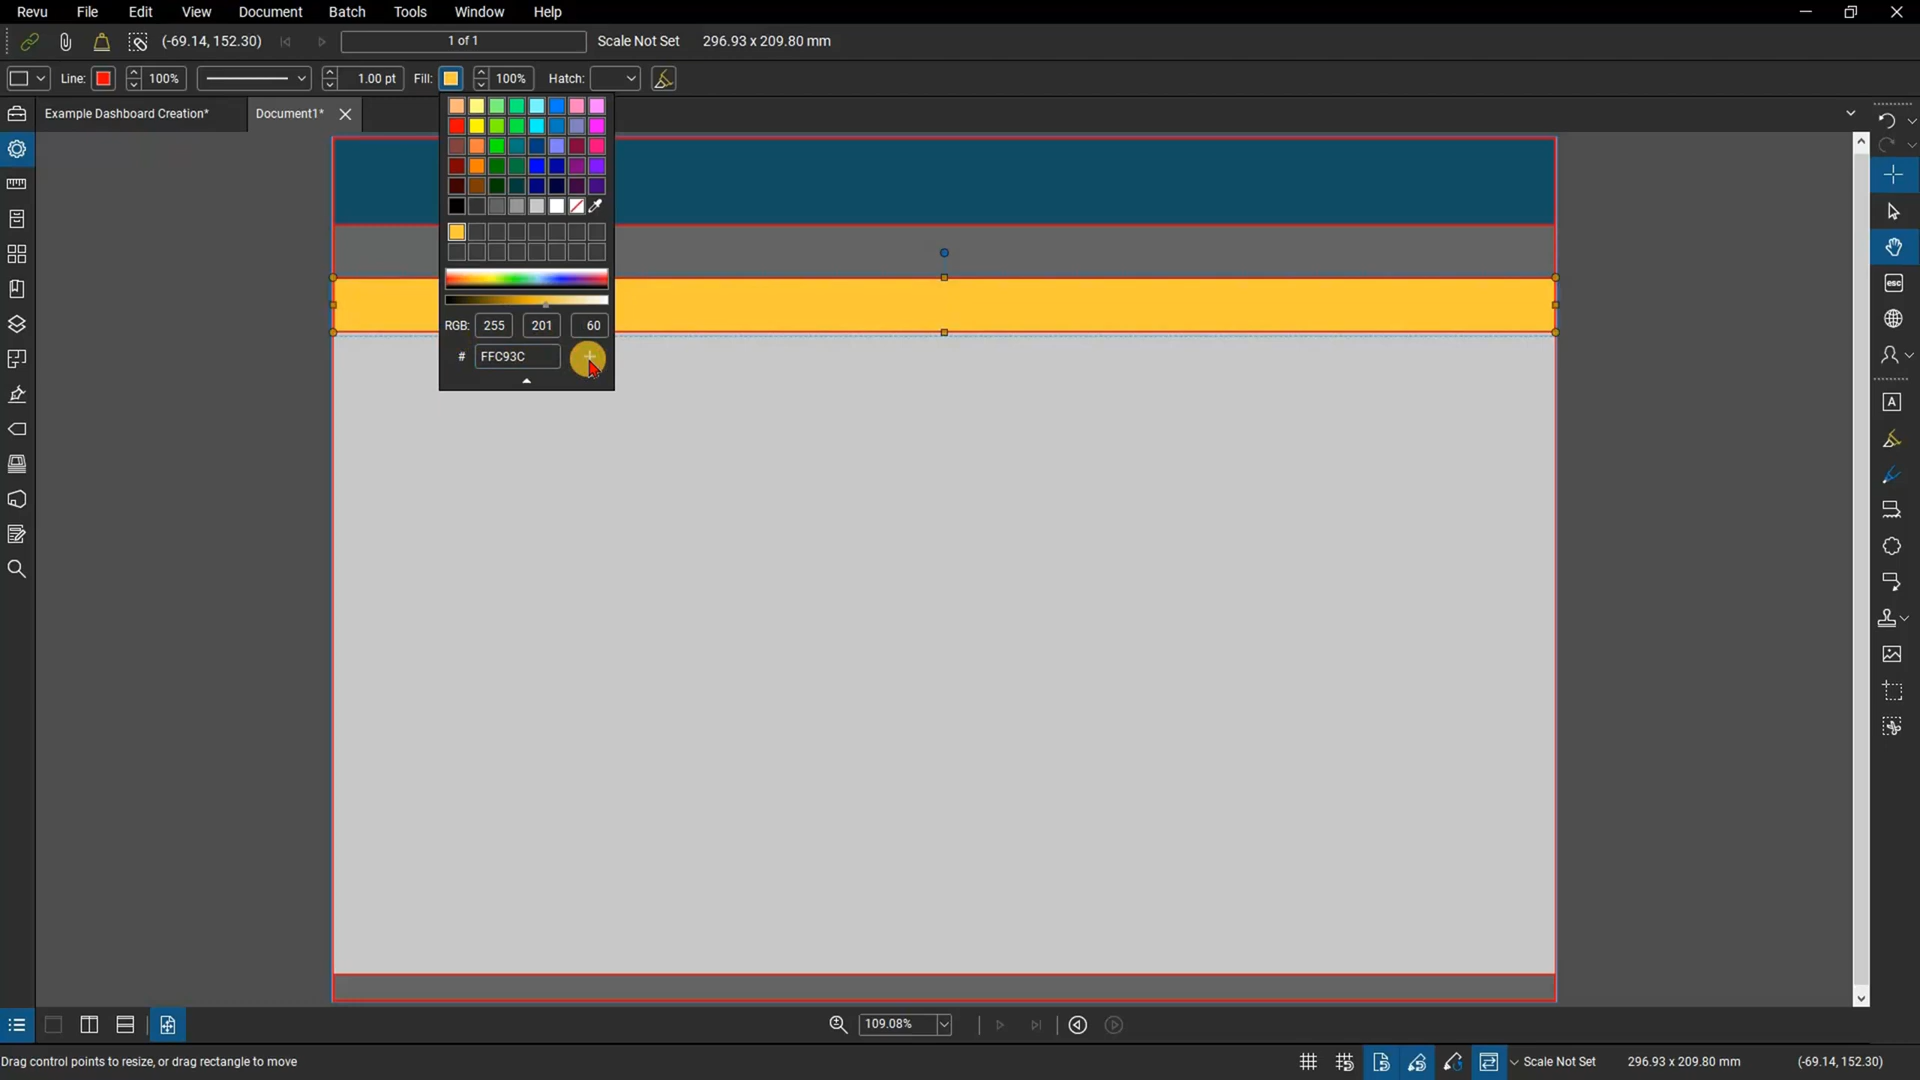 Revu File Edit View Document Batch Tools Window Help
(-69.14, 152.30) 1 of 1 Scale Not Set 296.93 x 209.80 mm
Line: 100% 1.00 pt Fill: 100% Hatch:
Example Dashboard Creation* Document1*
esc
A
RGB: 255 201 60
# FFC93C
109.08%
Drag control points to resize, or drag rectangle to move Scale Not Set 296.93 x 209.80 mm (-69.14, 152.30)